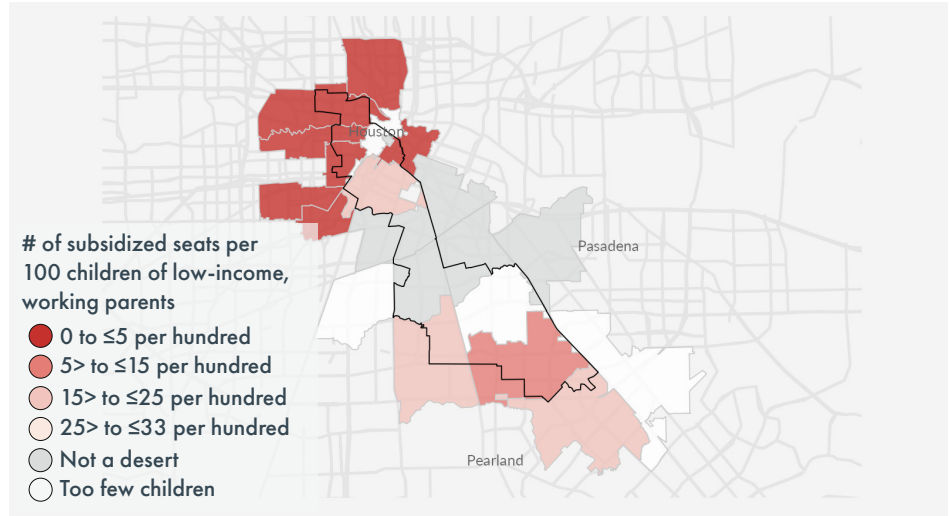 Houston
Pasadena
# of subsidized seats per
100 children of low-income,
working parents
0 to ≤5 per hundred
5> to ≤15 per hundred
15> to ≤25 per hundred
25> to ≤33 per hundred
Not a desert
Too few children
Pearland